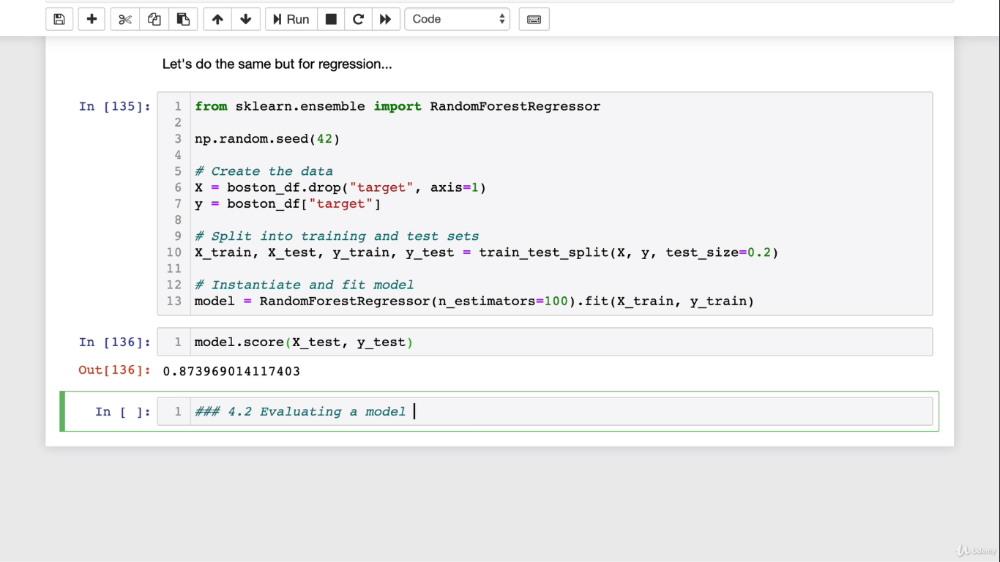 Run
Code
Let's do the same but for regression...
In [135]:
1 from sklearn.ensemble import RandomForestRegressor
2
3 np.random.seed(42)
4
5 # Create the data
6 X = boston_df.drop("target", axis=1)
7 y = boston_df["target"]
8
9 # Split into training and test sets
10 X_train, X_test, y_train, y_test = train_test_split(X, y, test_size=0.2)
11
12 # Instantiate and fit model
13 model = RandomForestRegressor(n_estimators=100).fit(X_train, y_train)
In [136]: 1 model.score(X_test, y_test)
Out[136]: 0.873969014117403
In [ ]: 1 ### 4.2 Evaluating a model
Udemy